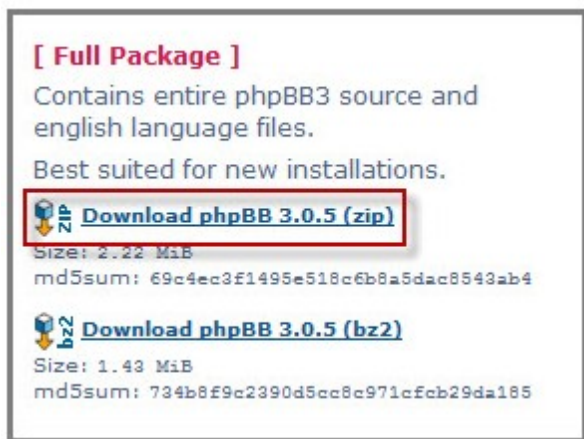 [ Full Package ]
Contains entire phpBB3 source and
english language files.
Best suited for new installations.
ZIP Download phpBB 3.0.5 (zip)
Size: 2.22 MiB
md5sum: 69c4ec3f1495e518c6b8a5dac8543ab4
bz2 Download phpBB 3.0.5 (bz2)
Size: 1.43 MiB
md5sum: 734b8f9c2390d5cc8c971cfcb29da185